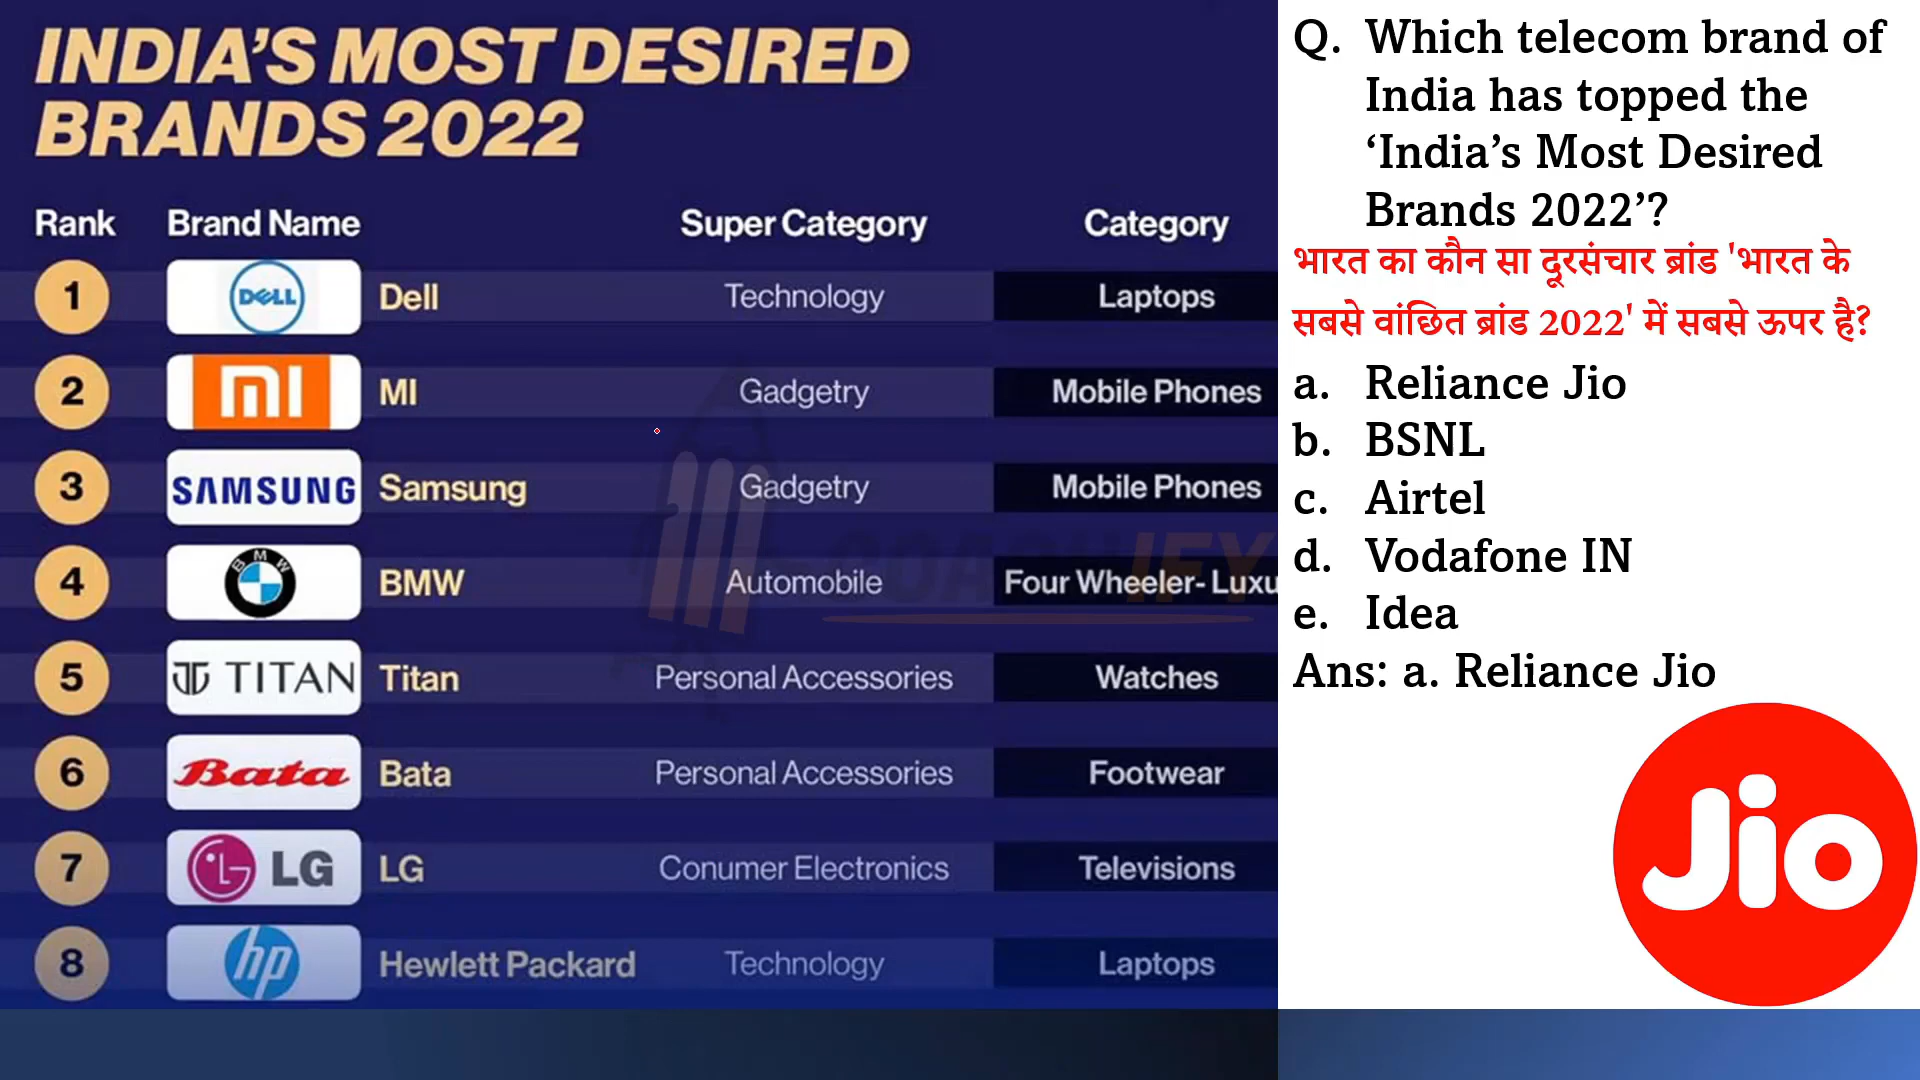 INDIA'S MOST DESIRED
BRANDS 2022
Rank Brand Name Super Category Category
1 DELL Dell Technology Laptops
2 MI MI Gadgetry Mobile Phones
3 SAMSUNG Samsung Gadgetry Mobile Phones
4 BMW BMW Automobile Four Wheeler- Luxu
5 TITAN Titan Personal Accessories Watches
6 Bata Bata Personal Accessories Footwear
7 LG LG LG Conumer Electronics Televisions
8 hp Hewlett Packard Technology Laptops
COACHIFY
Q. Which telecom brand of
India has topped the
‘India’s Most Desired
Brands 2022’?
भारत का कौन सा दूरसंचार ब्रांड 'भारत के
सबसे वांछित ब्रांड 2022' में सबसे ऊपर है?
a. Reliance Jio
b. BSNL
c. Airtel
d. Vodafone IN
e. Idea
Ans: a. Reliance Jio
Jio